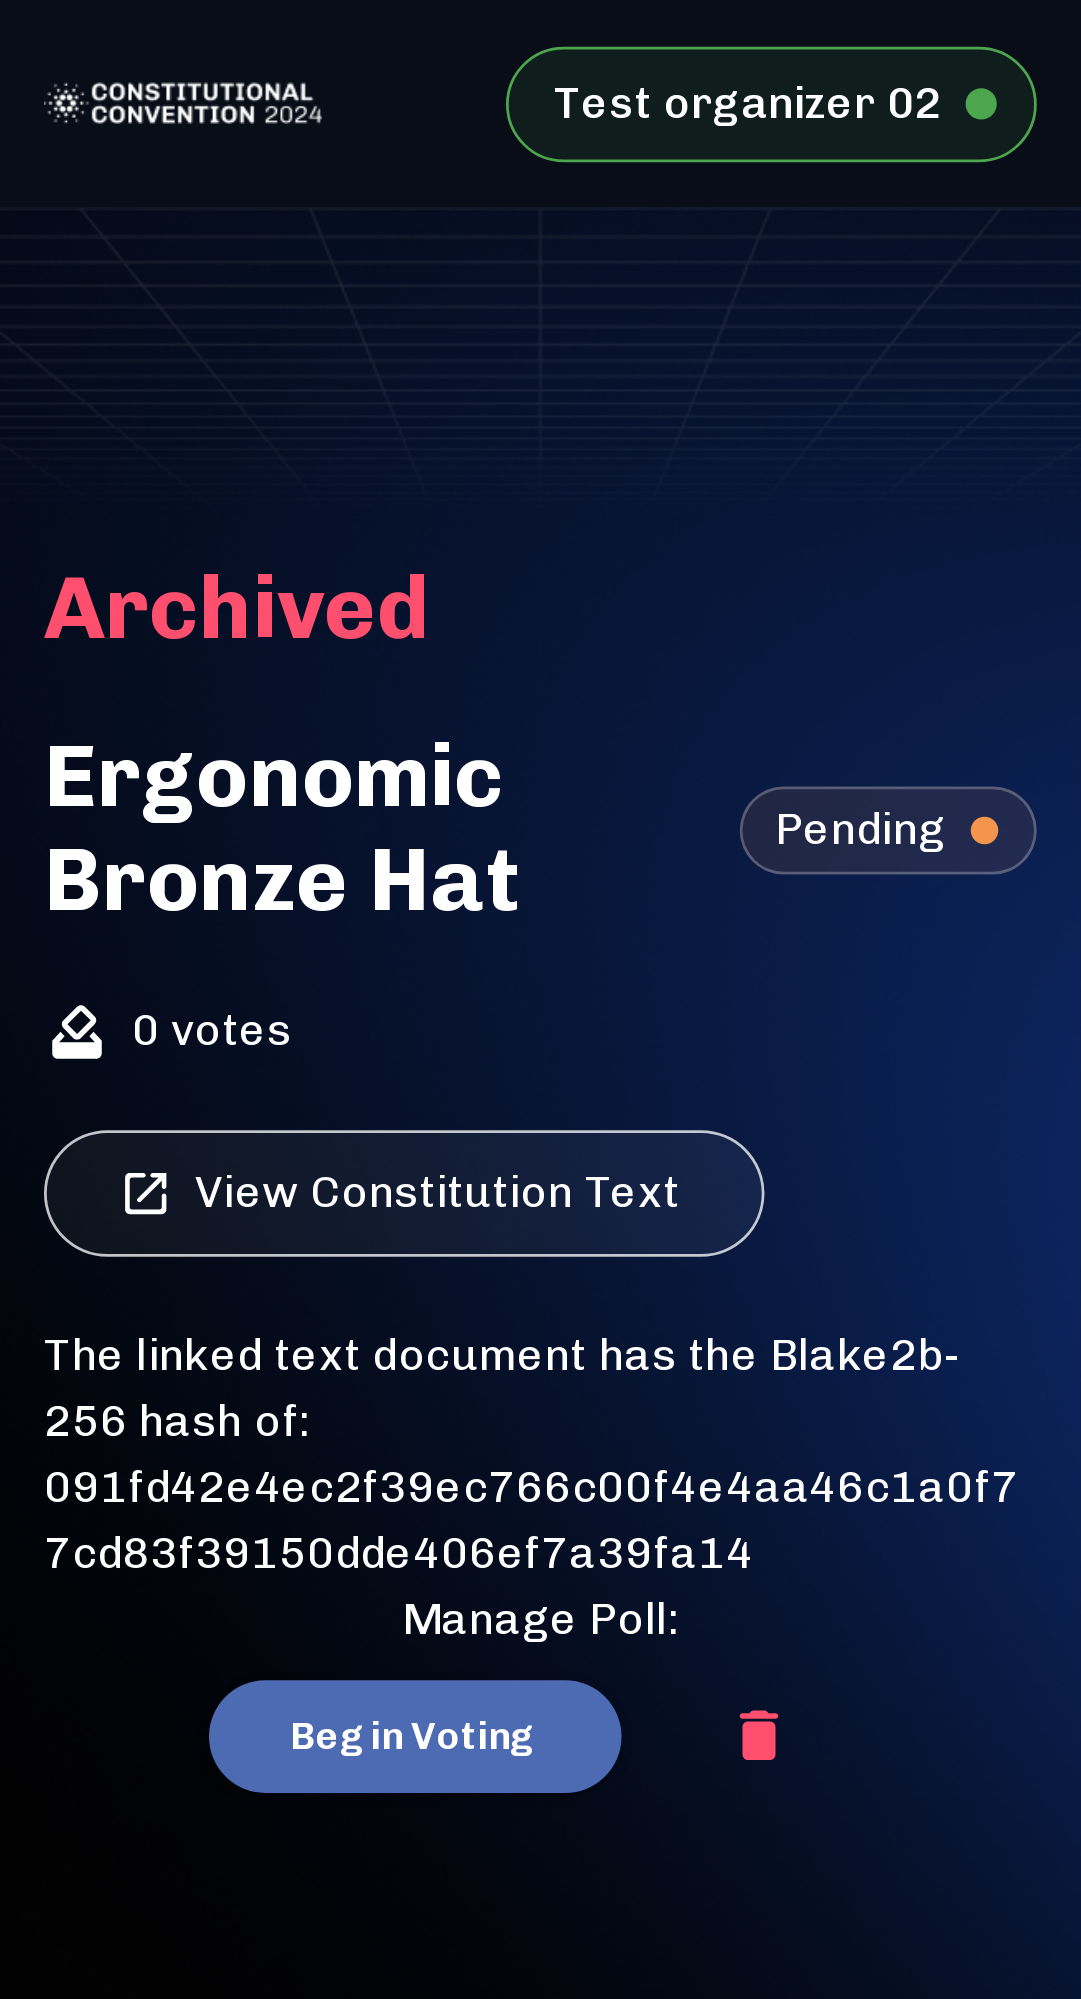 CONSTITUTIONAL
CONVENTION 2024
Test organizer 02
Archived
Ergonomic
Bronze Hat
Pending
0 votes
View Constitution Text
The linked text document has the Blake2b-
256 hash of:
091fd42e4ec2f39ec766c00f4e4aa46c1a0f7
7cd83f39150dde406ef7a39fa14
Manage Poll:
Begin Voting